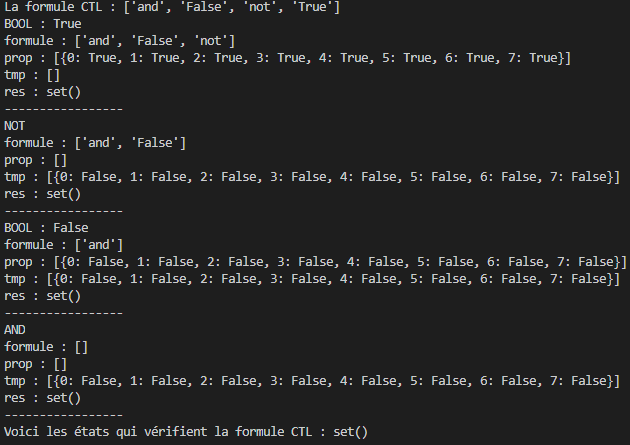 La formule CTL : ['and', 'False', 'not', 'True']
BOOL : True
formule : ['and', 'False', 'not']
prop : [{0: True, 1: True, 2: True, 3: True, 4: True, 5: True, 6: True, 7: True}]
tmp : []
res : set()
-----------------
NOT
formule : ['and', 'False']
prop : []
tmp : [{0: False, 1: False, 2: False, 3: False, 4: False, 5: False, 6: False, 7: False}]
res : set()
-----------------
BOOL : False
formule : ['and']
prop : [{0: False, 1: False, 2: False, 3: False, 4: False, 5: False, 6: False, 7: False}]
tmp : [{0: False, 1: False, 2: False, 3: False, 4: False, 5: False, 6: False, 7: False}]
res : set()
-----------------
AND
formule : []
prop : []
tmp : [{0: False, 1: False, 2: False, 3: False, 4: False, 5: False, 6: False, 7: False}]
res : set()
-----------------
Voici les états qui vérifient la formule CTL : set()